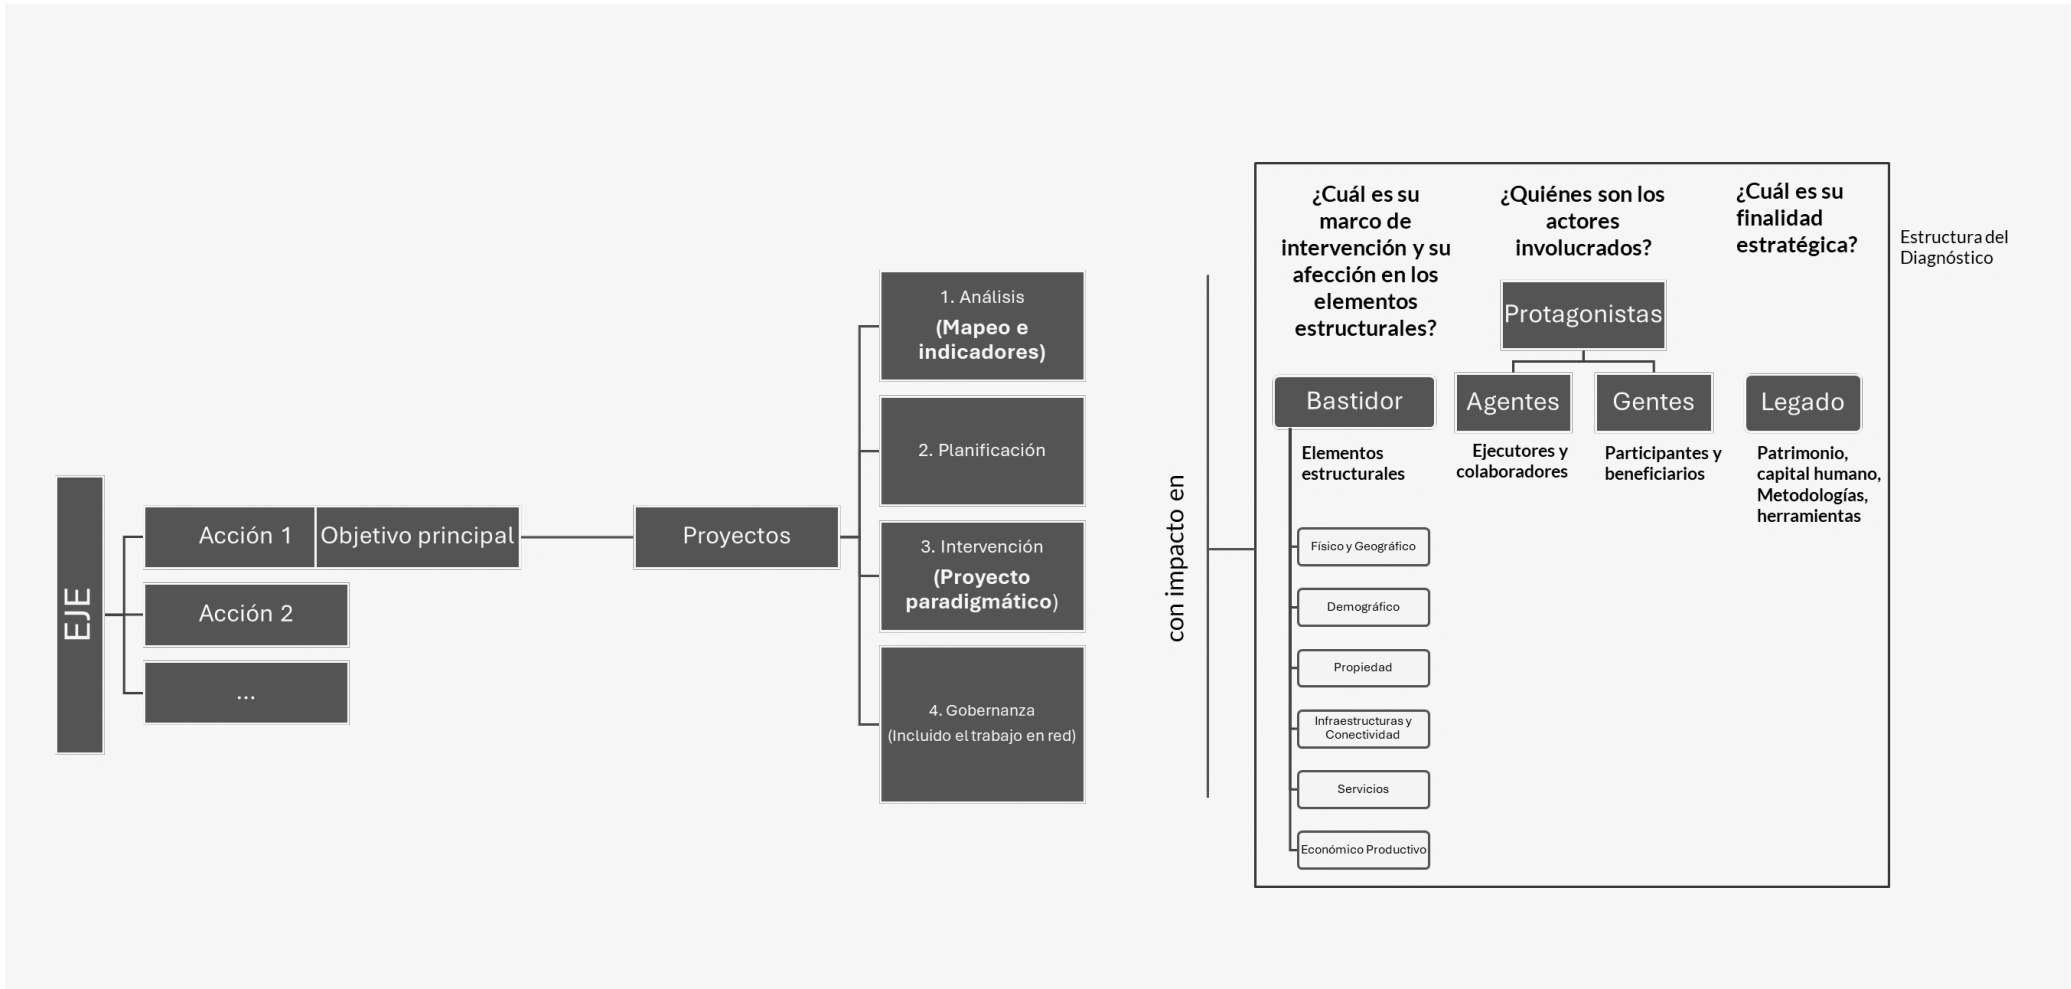 EJE
Acción 1
Objetivo principal
Acción 2
...
Proyectos
1. Análisis
(Mapeo e
indicadores)
2. Planificación
3. Intervención
(Proyecto
paradigmático)
4. Gobernanza
(Incluido el trabajo en red)
con impacto en
¿Cuál es su
marco de
intervención y su
afección en los
elementos
estructurales?
Bastidor
Elementos
estructurales
Físico y Geográfico
Demográfico
Propiedad
Infraestructuras y
Conectividad
Servicios
Económico Productivo
¿Quiénes son los
actores
involucrados?
Protagonistas
Agentes
Ejecutores y
colaboradores
Gentes
Participantes y
beneficiarios
¿Cuál es su
finalidad
estratégica?
Legado
Patrimonio,
capital humano,
Metodologías,
herramientas
Estructura del
Diagnóstico